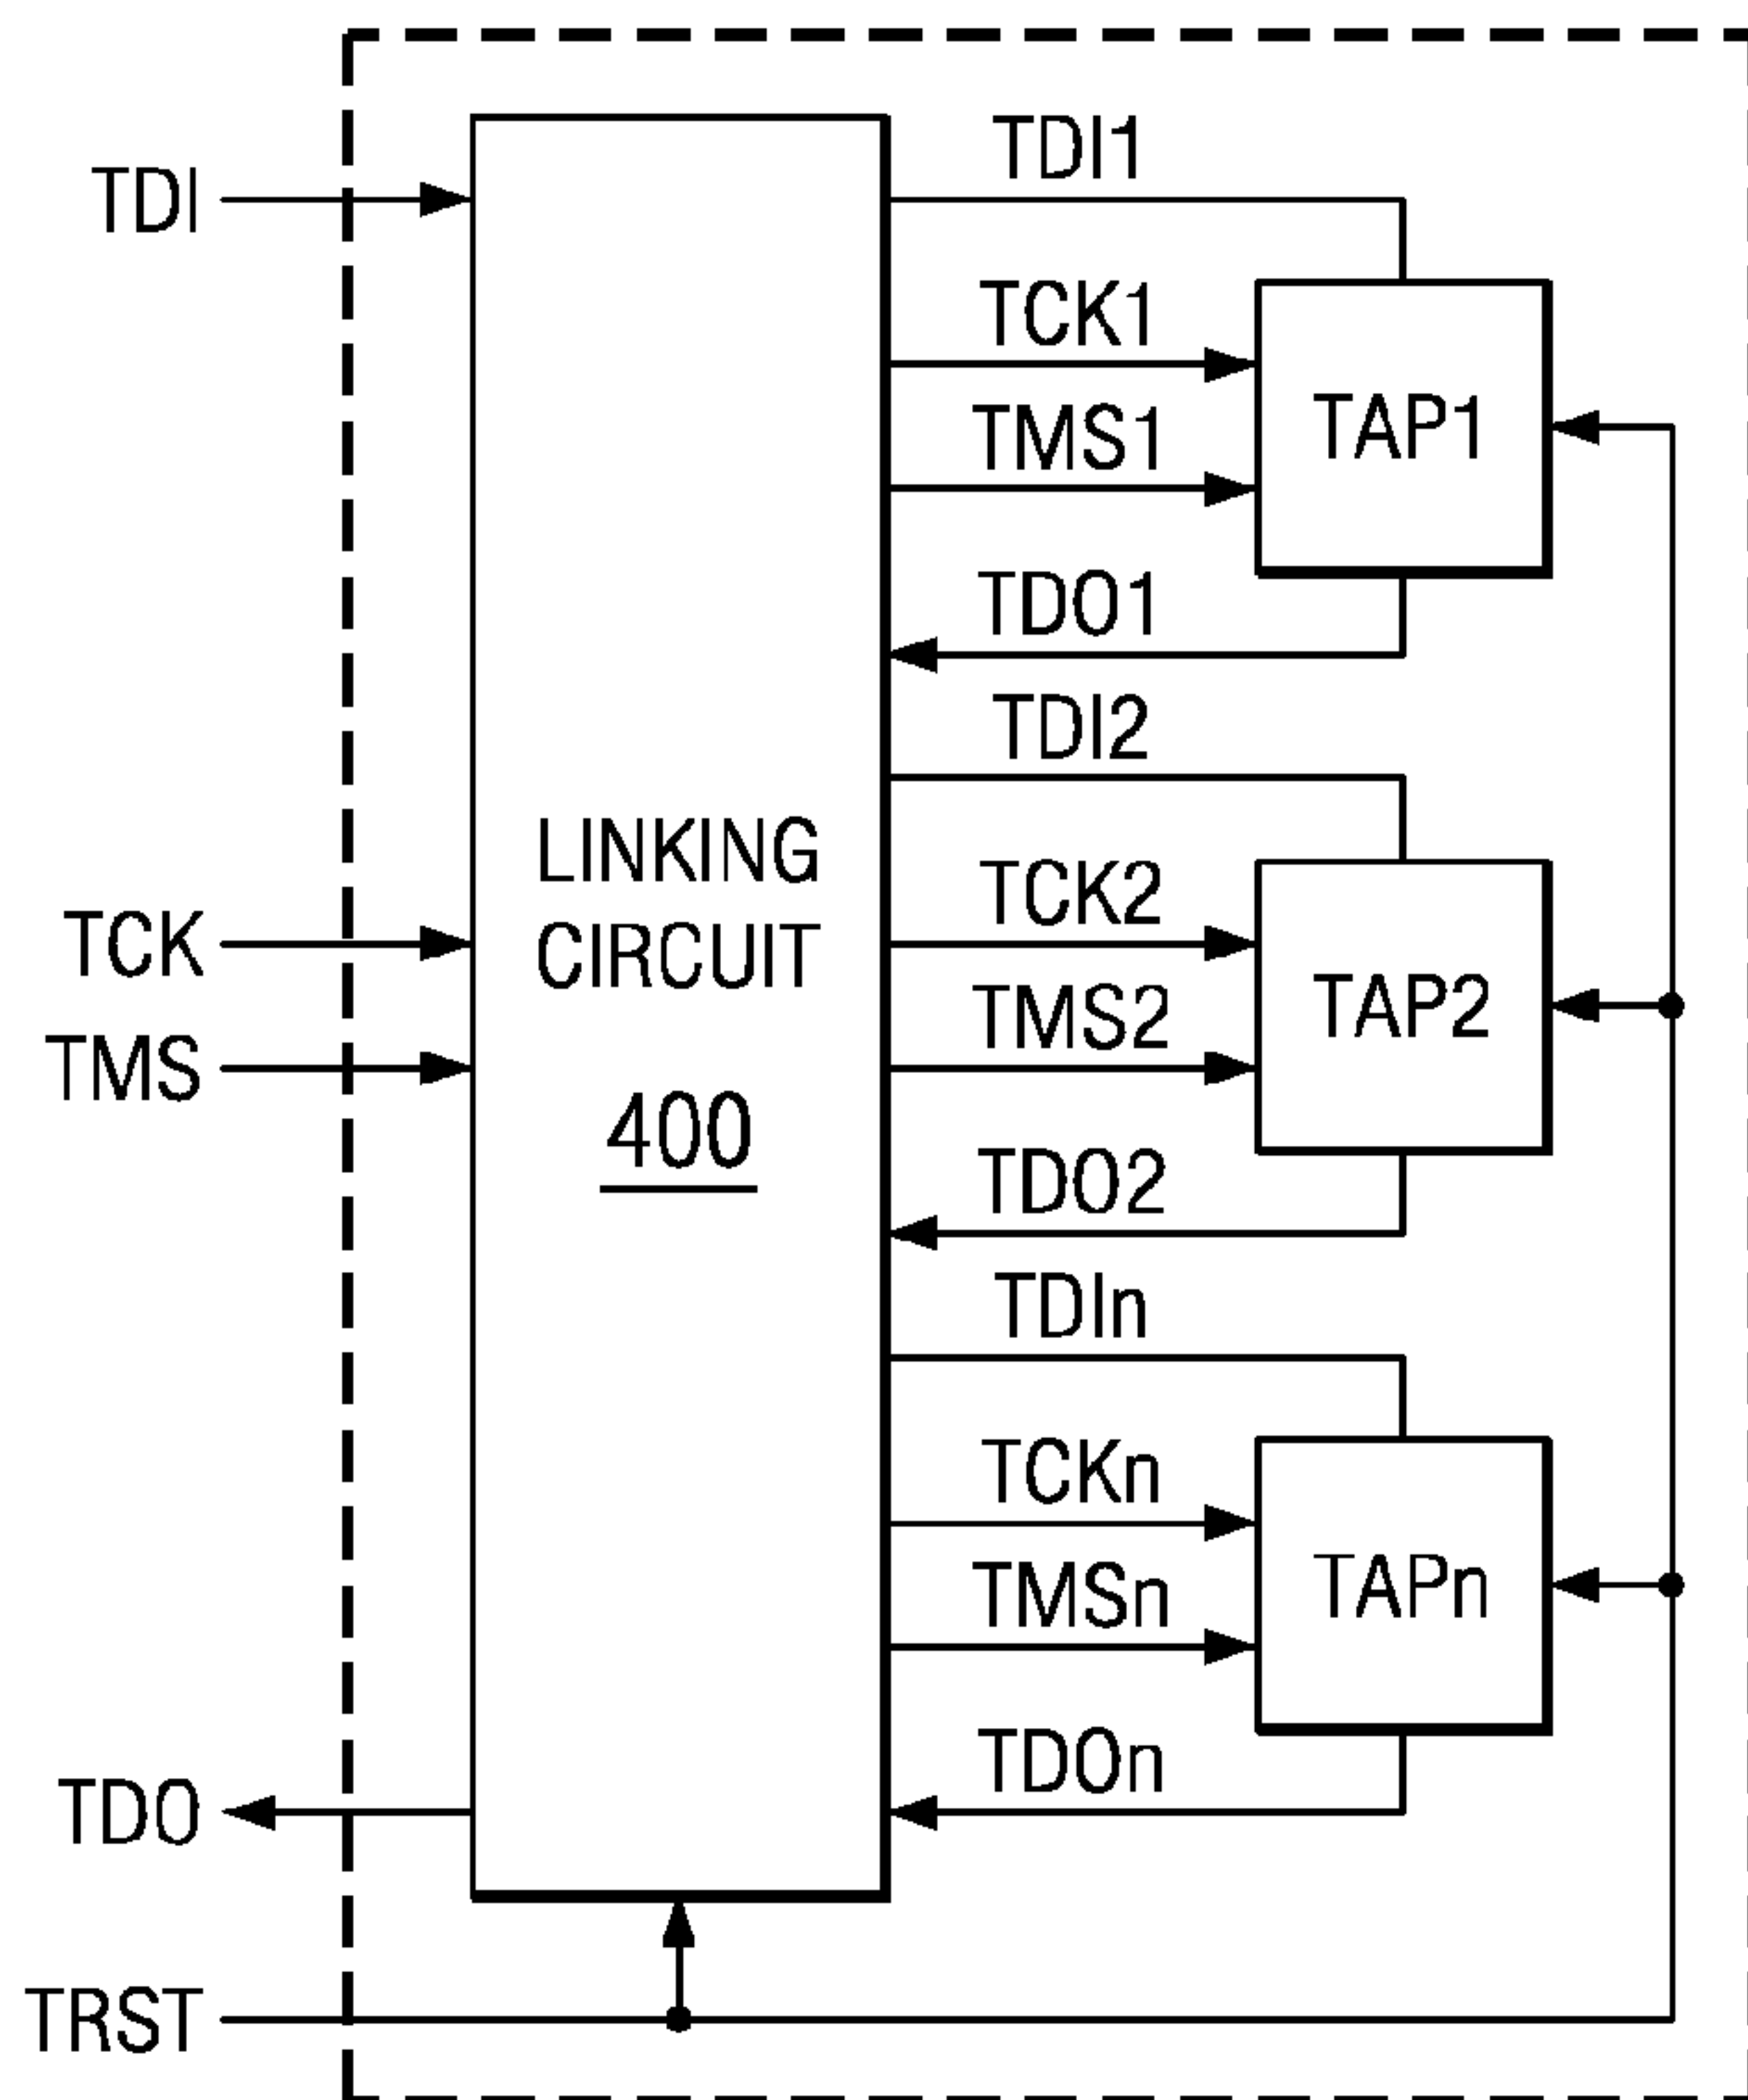 TDI
TCK
TMS
TDO
TRST
LINKING
CIRCUIT
400
TDI1
TCK1
TMS1
TDO1
TAP1
TDI2
TCK2
TMS2
TDO2
TAP2
TDIn
TCKn
TMSn
TDOn
TAPn